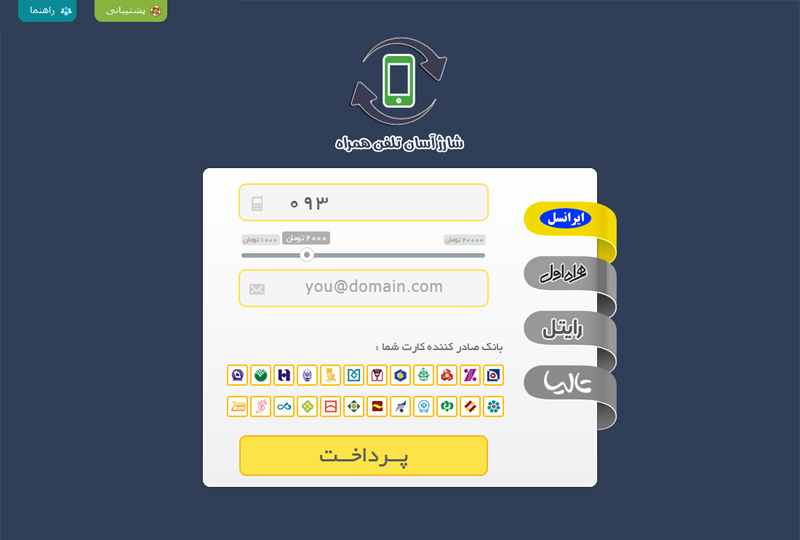 پشتیبانی
راهنما
شارژ آسان تلفن همراه
۰۹۳
ایرانسل
۱۰۰۰ تومان
۲۰۰۰ تومان
۲۰۰۰۰ تومان
همراه اول
you@domain.com
رایتل
بانک صادر کننده کارت شما :
تالیا
پــرداخــت